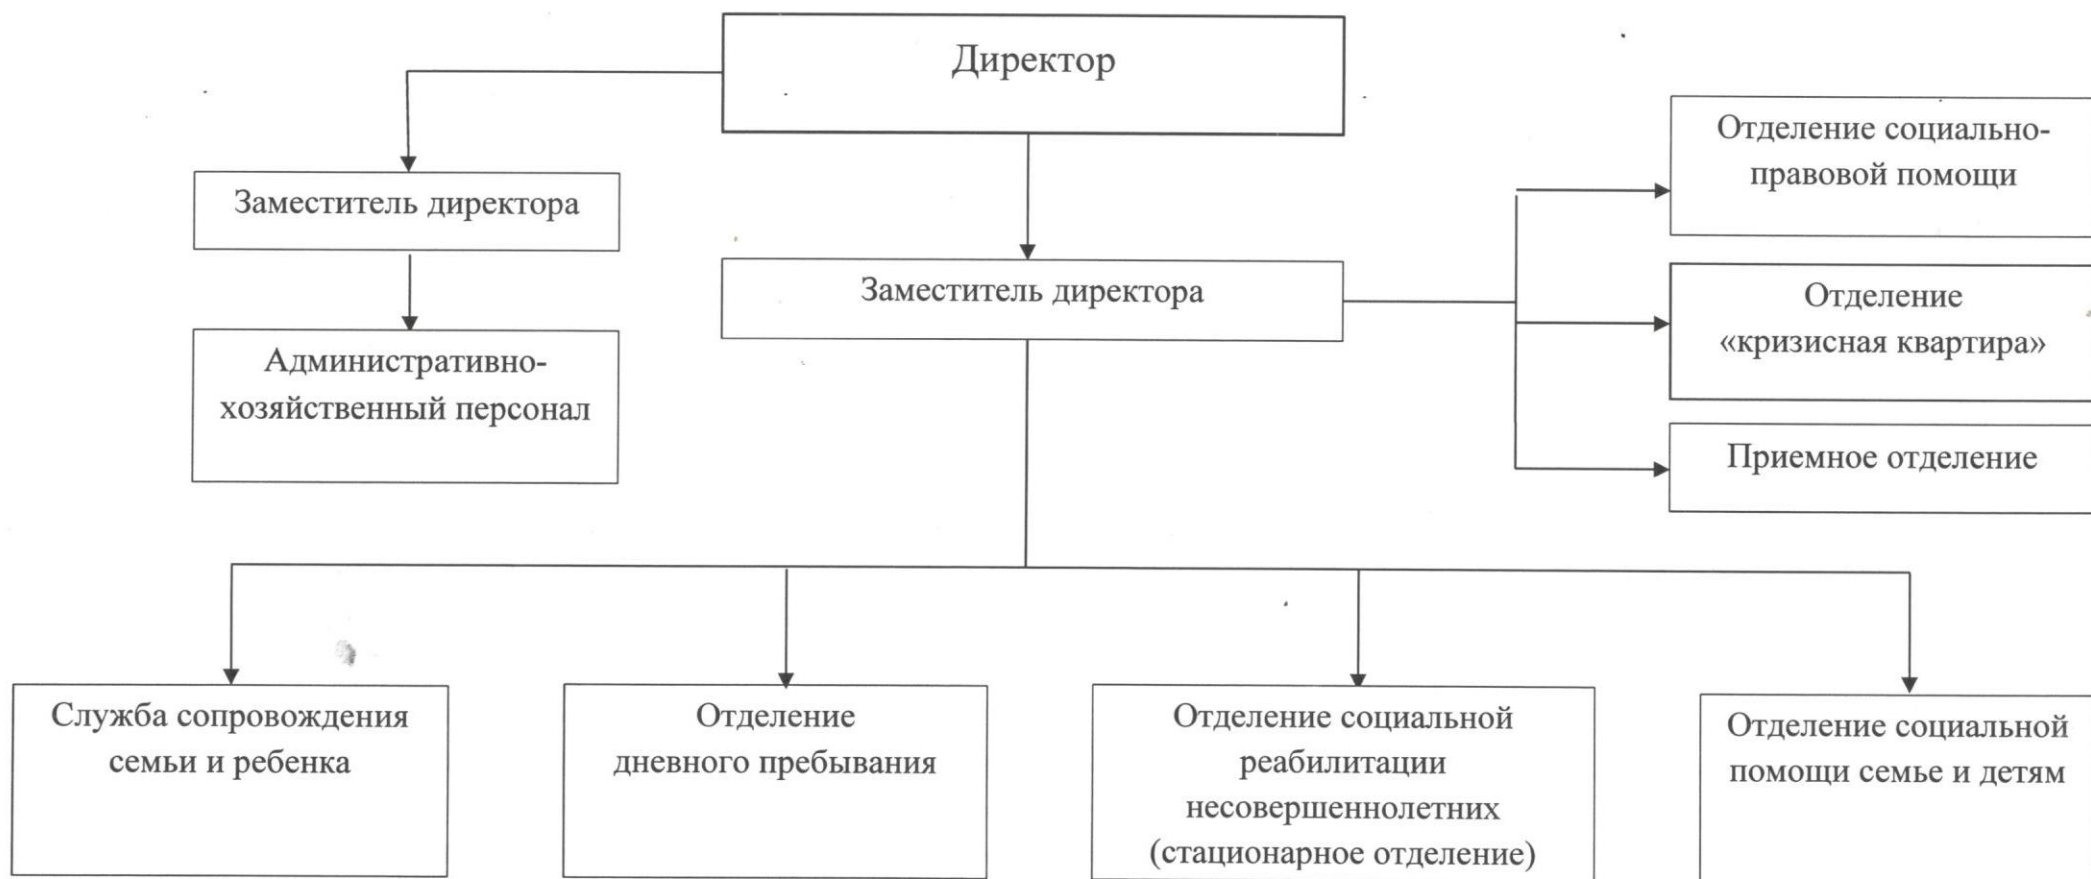 Директор
Заместитель директора
Административно-
хозяйственный персонал
Заместитель директора
Отделение социально-
правовой помощи
Отделение
«кризисная квартира»
Приемное отделение
Служба сопровождения
семьи и ребенка
Отделение
дневного пребывания
Отделение социальной
реабилитации
несовершеннолетних
(стационарное отделение)
Отделение социальной
помощи семье и детям